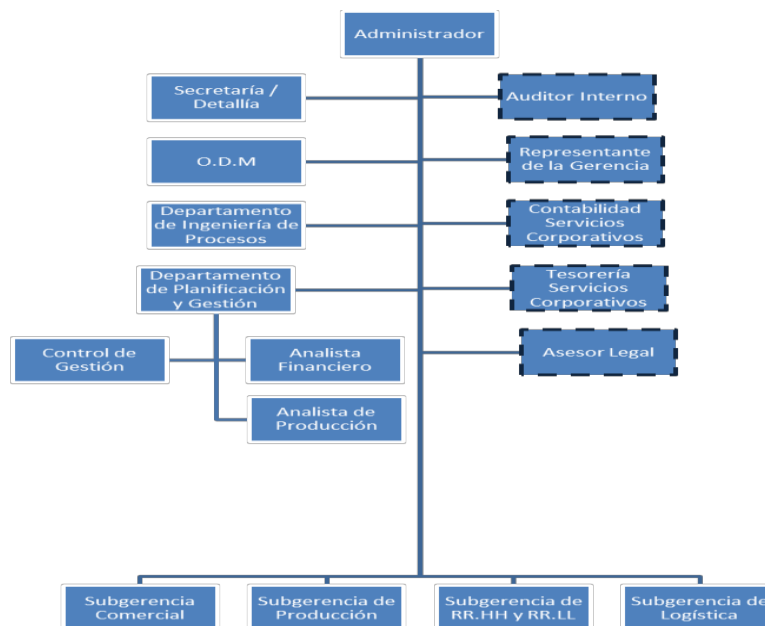 Administrador
Secretaría /
Detallía
Auditor Interno
O.D.M
Representante
de la Gerencia
Departamento
de Ingeniería de
Procesos
Contabilidad
Servicios
Corporativos
Departamento
de Planificación
y Gestión
Tesorería
Servicios
Corporativos
Control de
Gestión
Analista
Financiero
Asesor Legal
Analista de
Producción
Subgerencia
Comercial
Subgerencia de
Producción
Subgerencia de
RR.HH y RR.LL
Subgerencia de
Logística